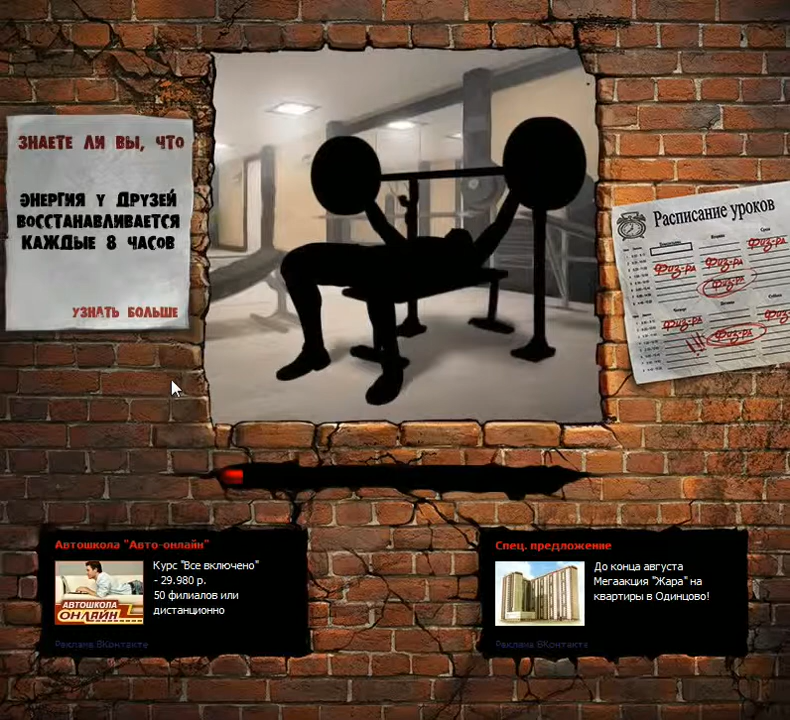 ЗНАЕТЕ ЛИ ВЫ, ЧТО
ЭНЕРГИЯ У ДРУЗЕЙ
ВОССТАНАВЛИВАЕТСЯ
КАЖДЫЕ 8 ЧАСОВ
УЗНАТЬ БОЛЬШЕ
Расписание уроков
Физ-ра
Физ-ра Физ-ра
Физ-ра
Физ-ра
Физ-ра Физ-ра
!!!
Автошкола "Авто-онлайн"
АВТОШКОЛА
ОНЛАЙН
Курс "Все включено"
- 29.980 р.
50 филиалов или
дистанционно
Реклама ВКонтакте
Спец. предложение
До конца августа
Мегаакция "Жара" на
квартиры в Одинцово!
Реклама ВКонтакте